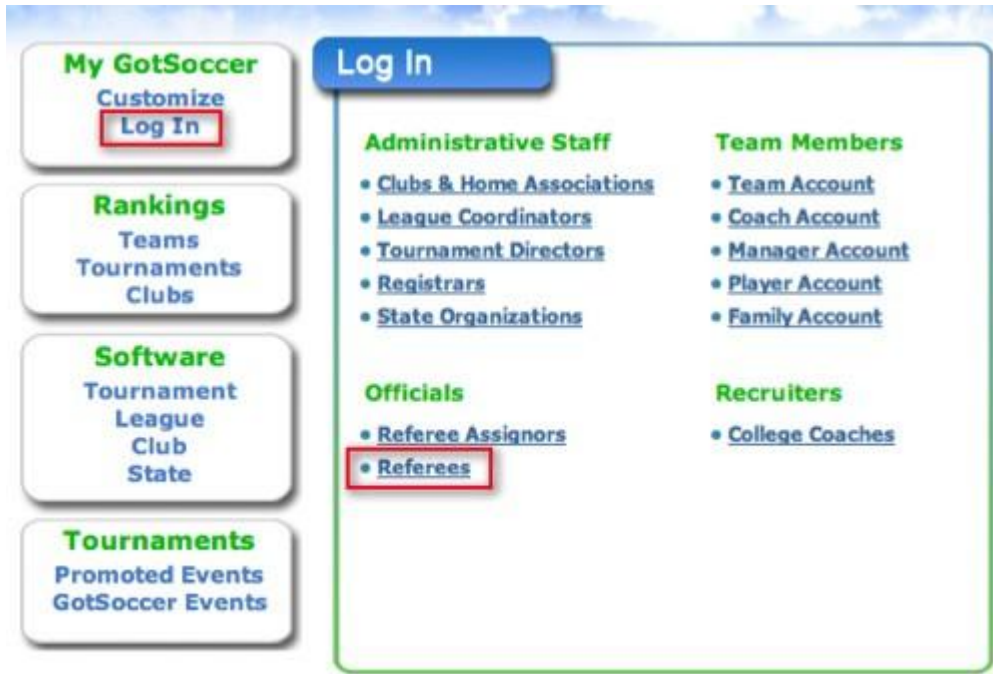 My GotSoccer
Customize
Log In
Rankings
Teams
Tournaments
Clubs
Software
Tournament
League
Club
State
Tournaments
Promoted Events
GotSoccer Events
Log In
Administrative Staff
• Clubs & Home Associations
• League Coordinators
• Tournament Directors
• Registrars
• State Organizations
Team Members
• Team Account
• Coach Account
• Manager Account
• Player Account
• Family Account
Officials
• Referee Assignors
• Referees
Recruiters
• College Coaches